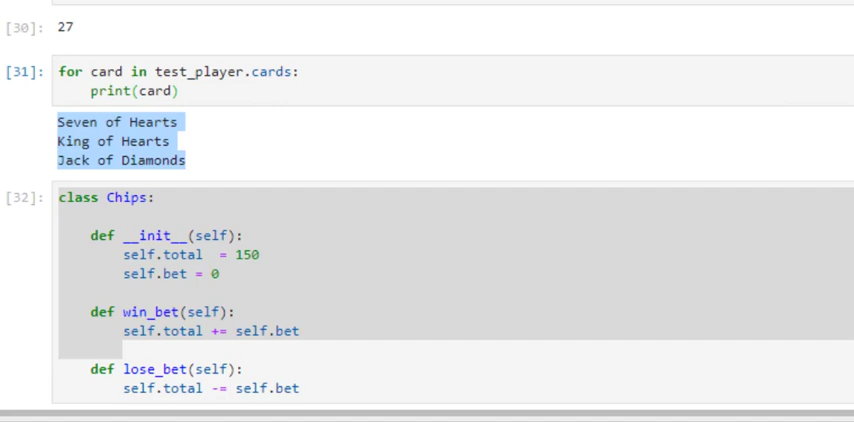 [30]: 27
[31]: for card in test_player.cards:
print(card)
Seven of Hearts
King of Hearts
Jack of Diamonds
[32]: class Chips:
def __init__(self):
self.total  = 150
self.bet = 0
def win_bet(self):
self.total += self.bet
def lose_bet(self):
self.total -= self.bet